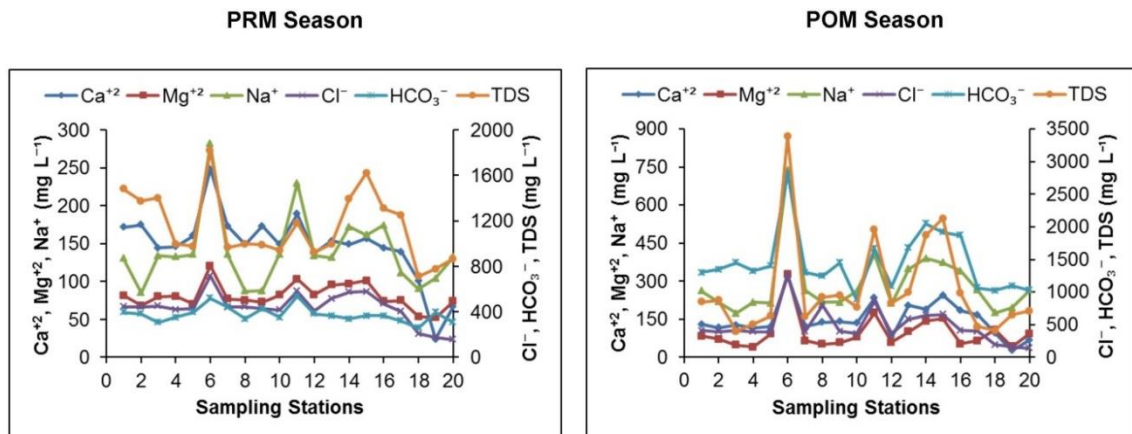 PRM Season
POM Season
Ca⁺² Mg⁺² Na⁺ Cl⁻ HCO₃⁻ TDS
300
250
200
150
100
50
0
2000
1600
1200
800
400
0
0 2 4 6 8 10 12 14 16 18 20
Ca⁺², Mg⁺², Na⁺ (mg L⁻¹)
Cl⁻, HCO₃⁻, TDS (mg L⁻¹)
Sampling Stations
Ca⁺² Mg⁺² Na⁺ Cl⁻ HCO₃⁻ TDS
900
750
600
450
300
150
0
3500
3000
2500
2000
1500
1000
500
0
0 2 4 6 8 10 12 14 16 18 20
Ca⁺², Mg⁺², Na⁺ (mg L⁻¹)
Cl⁻, HCO₃⁻, TDS (mg L⁻¹)
Sampling Stations